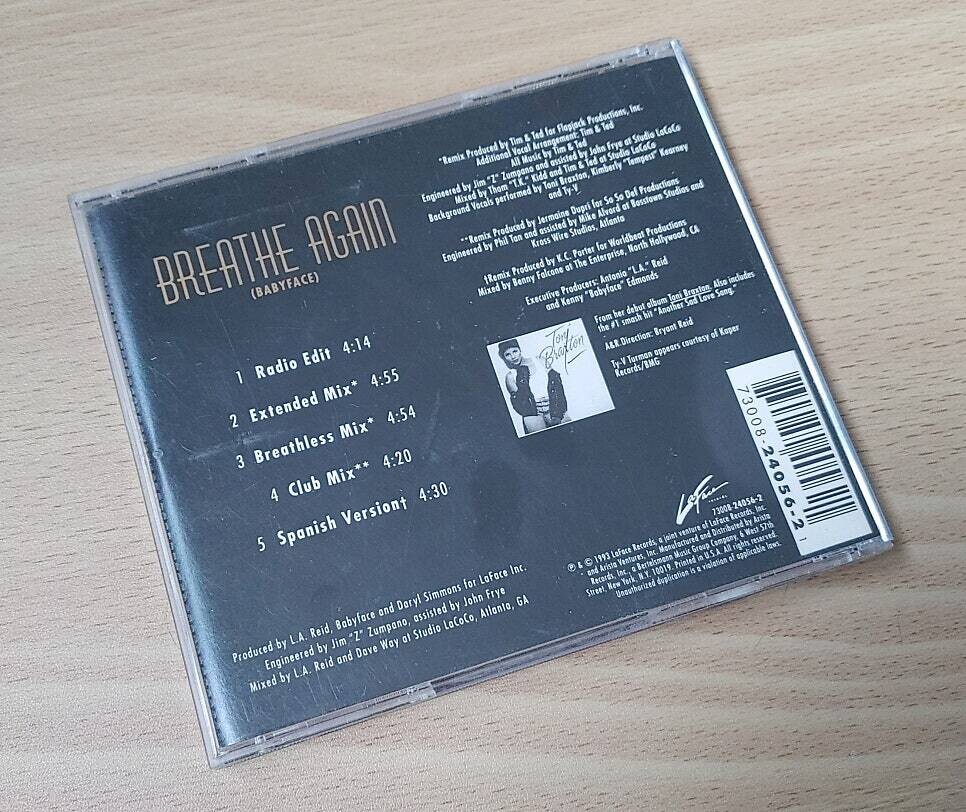 BREATHE AGAIN
(BABYFACE)
1 Radio Edit 4:14
2 Extended Mix* 4:55
3 Breathless Mix* 4:54
4 Club Mix** 4:20
5 Spanish Version† 4:30
Produced by L.A. Reid, Babyface and Daryl Simmons for LaFace Inc.
Engineered by Jim "Z" Zumpano, assisted by John Frye
Mixed by L.A. Reid and Dave Way at Studio LaCoCo, Atlanta, GA
*Remix Produced by Tim & Ted for Flapjack Productions, Inc.
Additional Vocal Arrangement: Tim & Ted
All Music by Tim & Ted
Engineered by Jim "Z" Zumpano and assisted by John Frye at Studio LaCoCo
Mixed by Thom "T.K." Kidd and Tim & Ted at Studio LaCoCo
Background Vocals performed by Toni Braxton, Kimberly "Tempest" Kearney
and Ty-V
**Remix Produced by Jermaine Dupri for So So Def Productions
Engineered by Phil Tan and assisted by Mike Alvord at Bosstown Studios and
Kross Wire Studios, Atlanta
†Remix Produced by K.C. Porter for Worldbeat Productions
Mixed by Benny Falcone at The Enterprise, North Hollywood, CA
Executive Producers: Antonio "L.A." Reid
and Kenny "Babyface" Edmonds
Toni
Braxton
From her debut album Toni Braxton. Also includes
the #1 smash hit "Another Sad Love Song."
A&R Direction: Bryant Reid
Ty-V Turman appears courtesy of Kaper
Records/BMG
73008-24056-2 1
LaFace
records
73008-24056-2
℗ & © 1993 LaFace Records, a joint venture of LaFace Records, Inc.
and Arista Ventures, Inc. Manufactured and Distributed by Arista
Records, Inc., a Bertelsmann Music Group Company, 6 West 57th
Street, New York, N.Y. 10019. Printed in U.S.A. All rights reserved.
Unauthorized duplication is a violation of applicable laws.